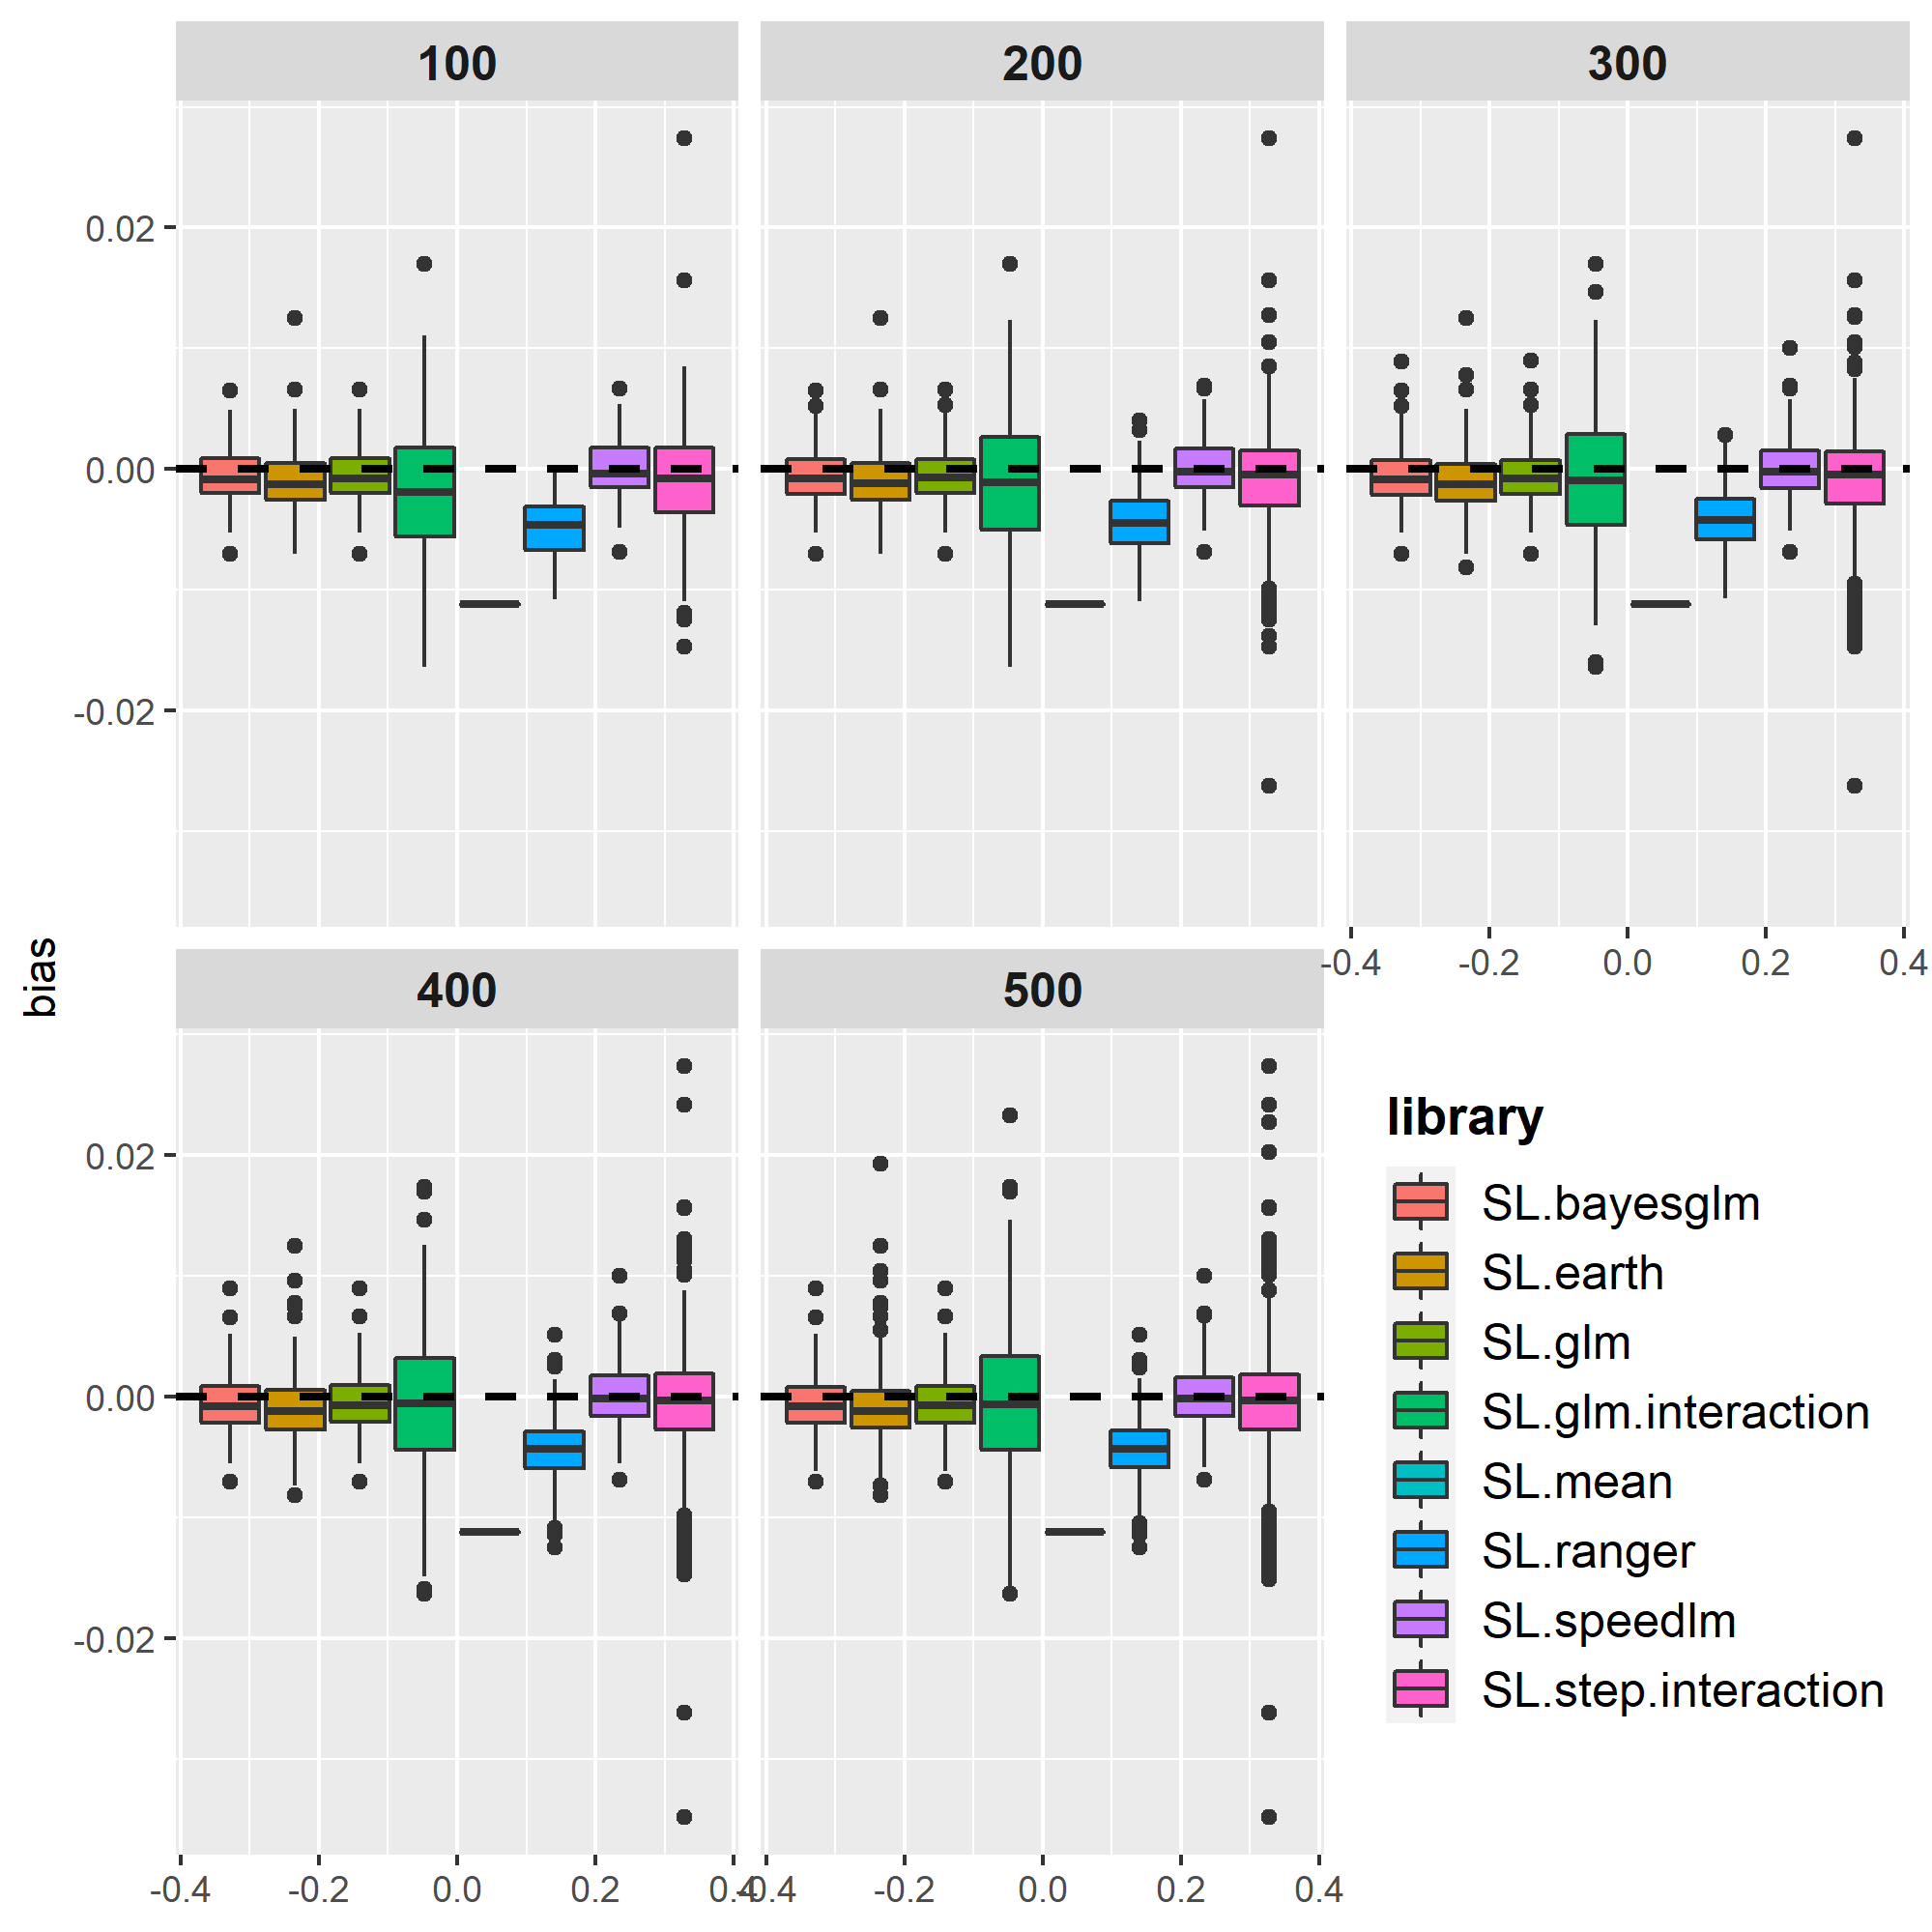 100 200 300
0.02
0.00
-0.02
-0.4 -0.2 0.0 0.2 0.4
bias
400 500
0.02
0.00
-0.02
-0.4 -0.2 0.0 0.2 0.4
-0.4 -0.2 0.0 0.2 0.4
library
SL.bayesglm
SL.earth
SL.glm
SL.glm.interaction
SL.mean
SL.ranger
SL.speedlm
SL.step.interaction